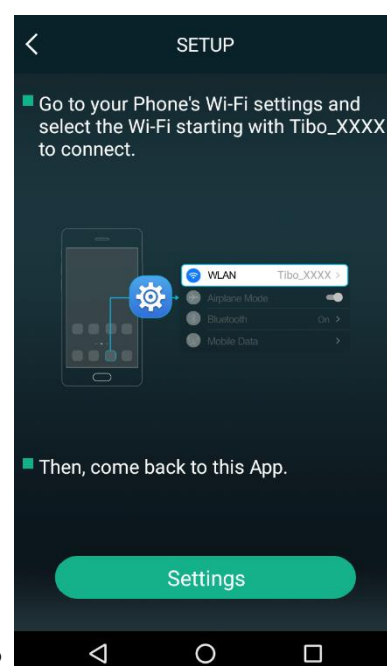 SETUP
Go to your Phone's Wi-Fi settings and
select the Wi-Fi starting with Tibo_XXXX
to connect.
WLAN Tibo_XXXX >
Airplane Mode
Bluetooth On >
Mobile Data >
Then, come back to this App.
Settings